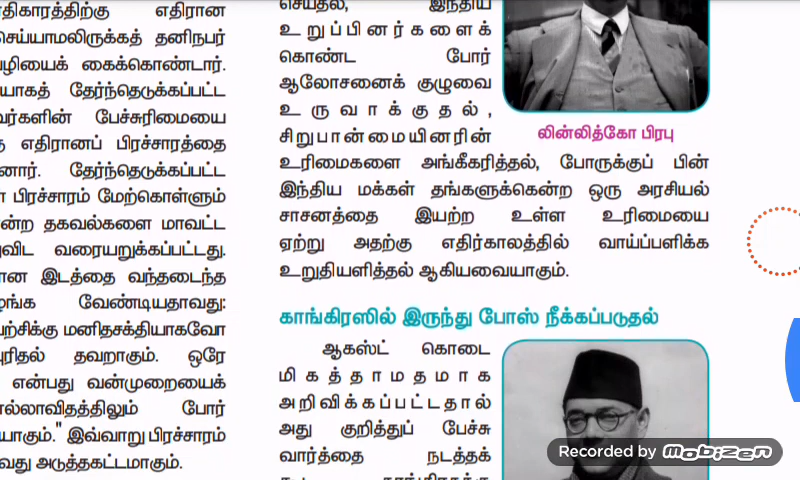 திகாரத்திற்கு எதிரான
செய்யாமலிருக்கத் தனிநபர்
ழியைக் கைக்கொண்டார்.
யாகத் தேர்ந்தெடுக்கப்பட்ட
வர்களின் பேச்சுரிமையை
எதிரானப் பிரச்சாரத்தை
னார். தேர்ந்தெடுக்கப்பட்ட
பிரச்சாரம் மேற்கொள்ளும்
ன்ற தகவல்களை மாவட்ட
வரையறுக்கப்பட்டது.
ான இடத்தை வந்தடைந்த
ழங்க வேண்டியதாவது:
யற்சிக்கு மனிதசக்தியாகவோ
புரிதல் தவறாகும். ஒரே
என்பது வன்முறையைக்
ல்லாவிதத்திலும் போர்
யாகும்." இவ்வாறு பிரச்சாரம்
வது அடுத்தகட்டமாகும்.
செய்தல், இந்திய
உறுப்பினர்களைக்
கொண்ட போர்
ஆலோசனைக் குழுவை
உருவாக்குதல்,
சிறுபான்மையினரின்
லின்லித்கோ பிரபு
உரிமைகளை அங்கீகரித்தல், போருக்குப் பின்
இந்திய மக்கள் தங்களுக்கென்ற ஒரு அரசியல்
சாசனத்தை இயற்ற உள்ள உரிமையை
ஏற்று அதற்கு எதிர்காலத்தில் வாய்ப்பளிக்க
உறுதியளித்தல் ஆகியவையாகும்.
காங்கிரஸில் இருந்து போஸ் நீக்கப்படுதல்
ஆகஸ்ட் கொடை
மிகத்தாமதமாக
அறிவிக்கப்பட்டதால்
அது குறித்துப் பேச்சு
வார்த்தை நடத்தக்
Recorded by mobizen